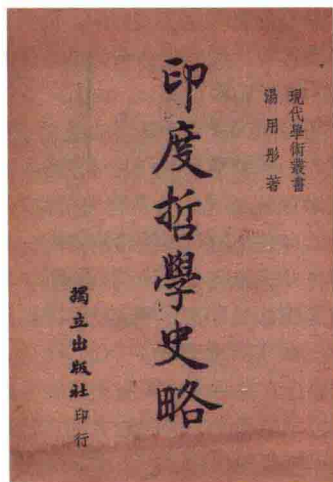 現代學術叢書
湯用彤著
印度哲學史略
獨立出版社印行